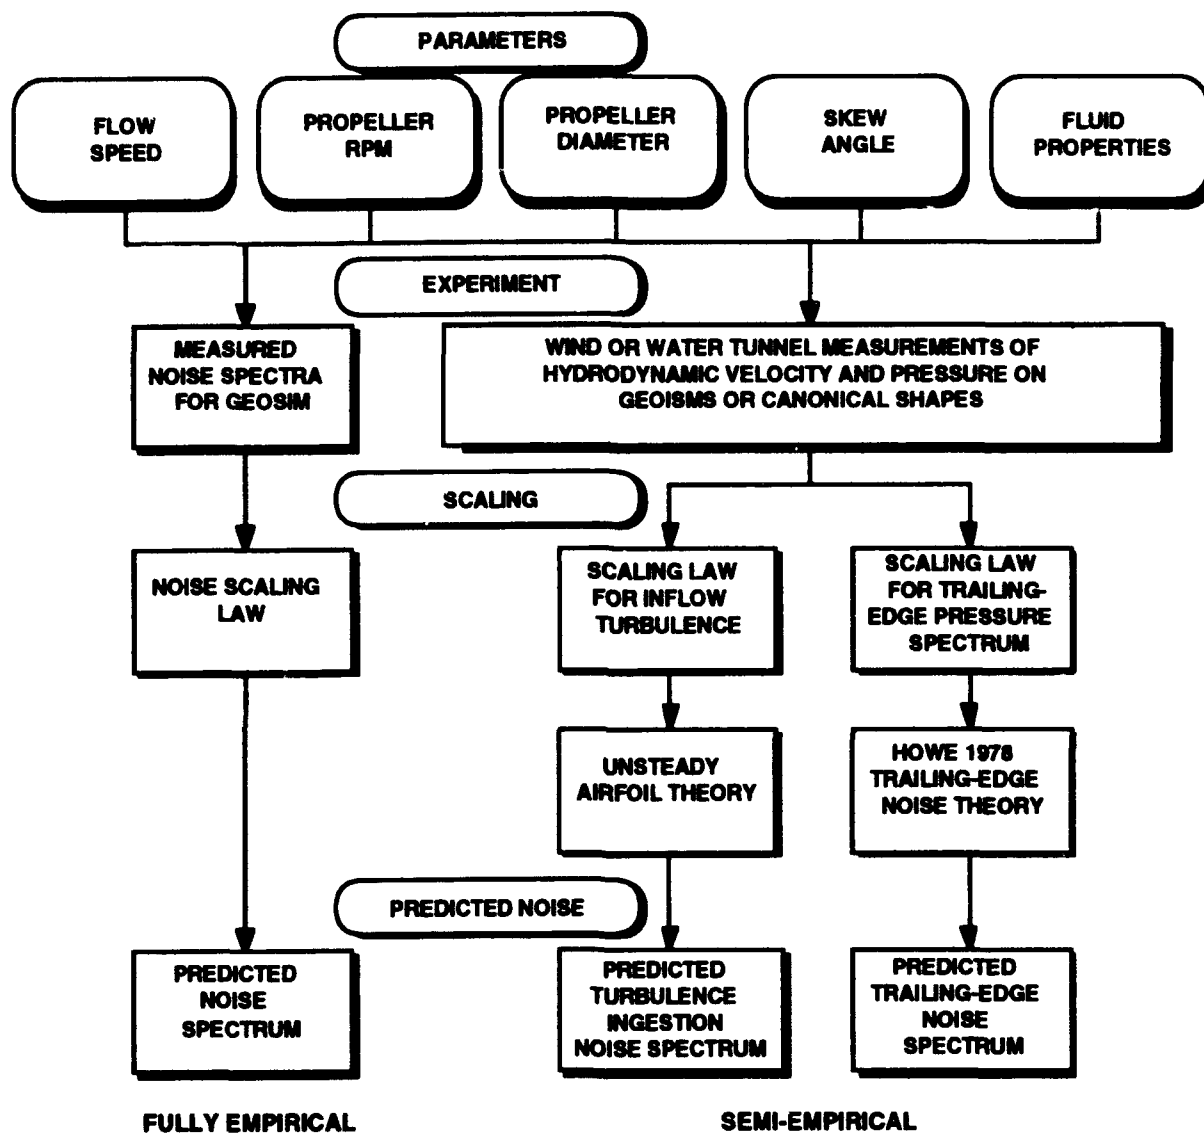 PARAMETERS
FLOW
SPEED
PROPELLER
RPM
PROPELLER
DIAMETER
SKEW
ANGLE
FLUID
PROPERTIES
EXPERIMENT
MEASURED
NOISE SPECTRA
FOR GEOSIM
WIND OR WATER TUNNEL MEASUREMENTS OF
HYDRODYNAMIC VELOCITY AND PRESSURE ON
GEOISMS OR CANONICAL SHAPES
SCALING
NOISE SCALING
LAW
SCALING LAW
FOR INFLOW
TURBULENCE
SCALING LAW
FOR TRAILING-
EDGE PRESSURE
SPECTRUM
UNSTEADY
AIRFOIL THEORY
HOWE 1978
TRAILING-EDGE
NOISE THEORY
PREDICTED NOISE
PREDICTED
NOISE
SPECTRUM
PREDICTED
TURBULENCE
INGESTION
NOISE SPECTRUM
PREDICTED
TRAILING-EDGE
NOISE
SPECTRUM
FULLY EMPIRICAL
SEMI-EMPIRICAL